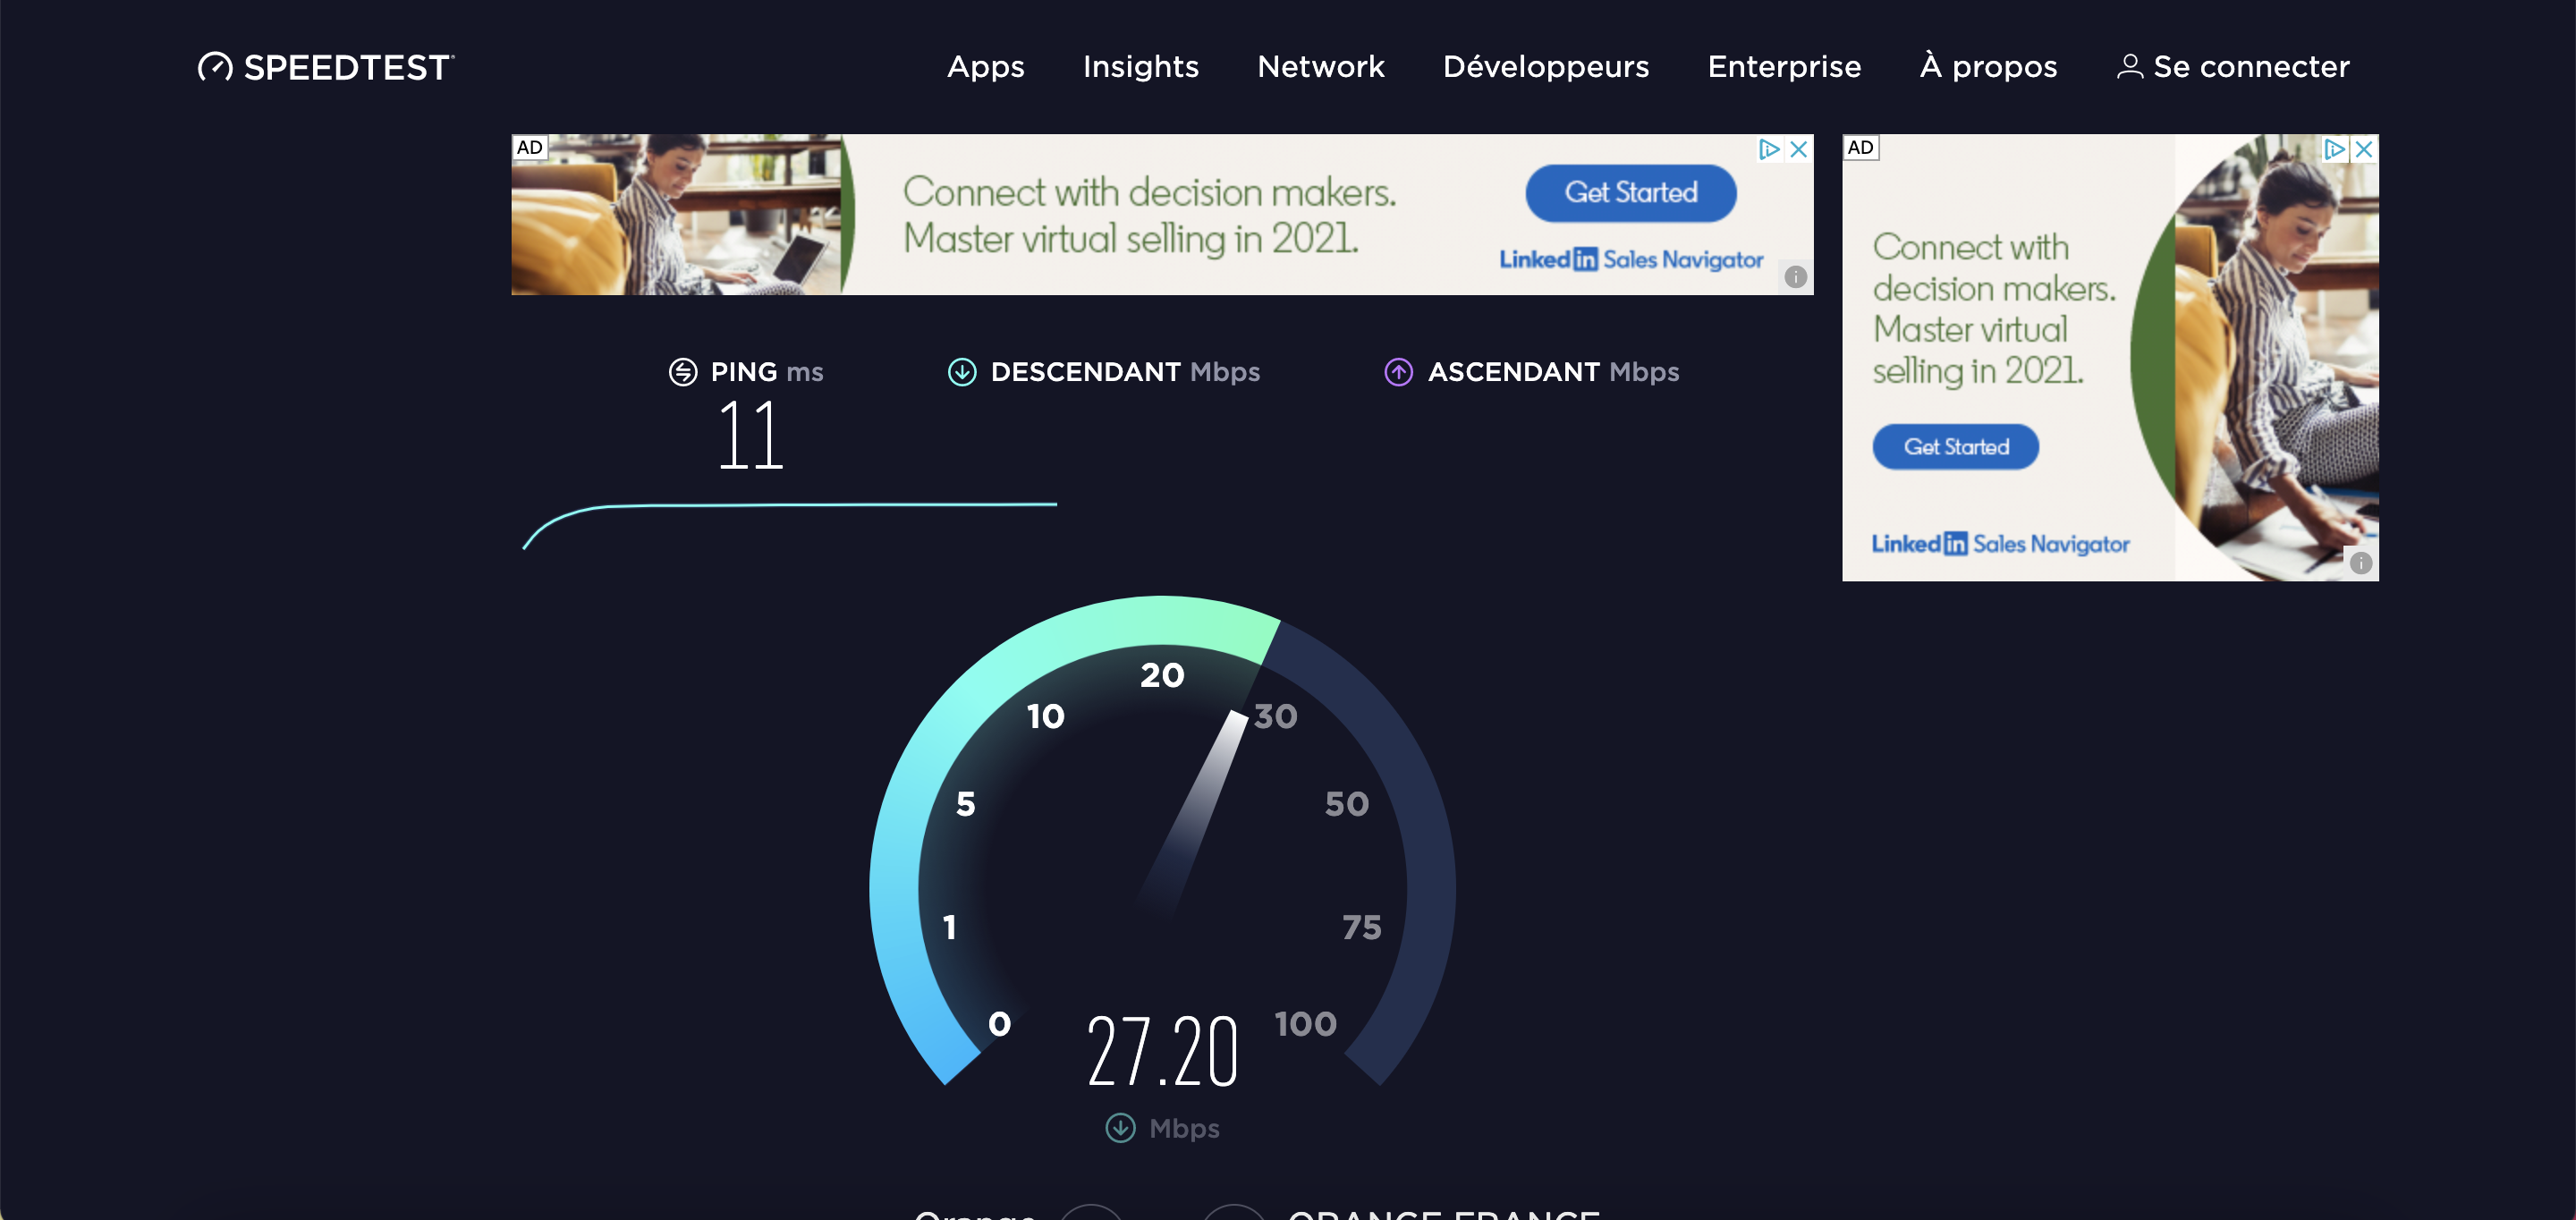 SPEEDTEST
Apps Insights Network Développeurs Enterprise À propos Se connecter
AD
Connect with decision makers.
Master virtual selling in 2021.
Get Started
Linked in Sales Navigator
AD
Connect with
decision makers.
Master virtual
selling in 2021.
Get Started
Linked in Sales Navigator
PING ms
11
DESCENDANT Mbps
ASCENDANT Mbps
0
1
5
10
20
30
50
75
100
27.20
Mbps
Orange
ORANGE FRANCE